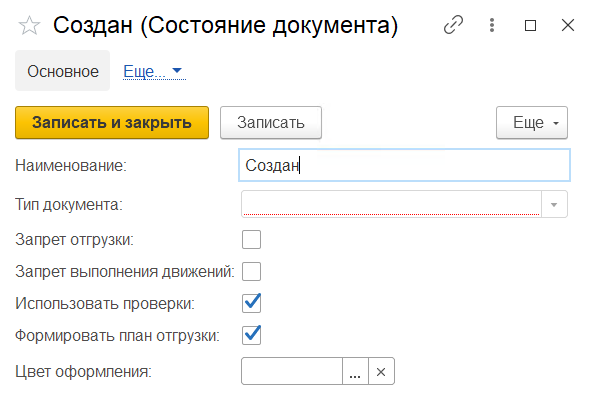 Создан (Состояние документа)
Основное Еще...
Записать и закрыть Записать Еще
Наименование: Создан
Тип документа:
Запрет отгрузки:
Запрет выполнения движений:
Использовать проверки:
Формировать план отгрузки:
Цвет оформления: ...